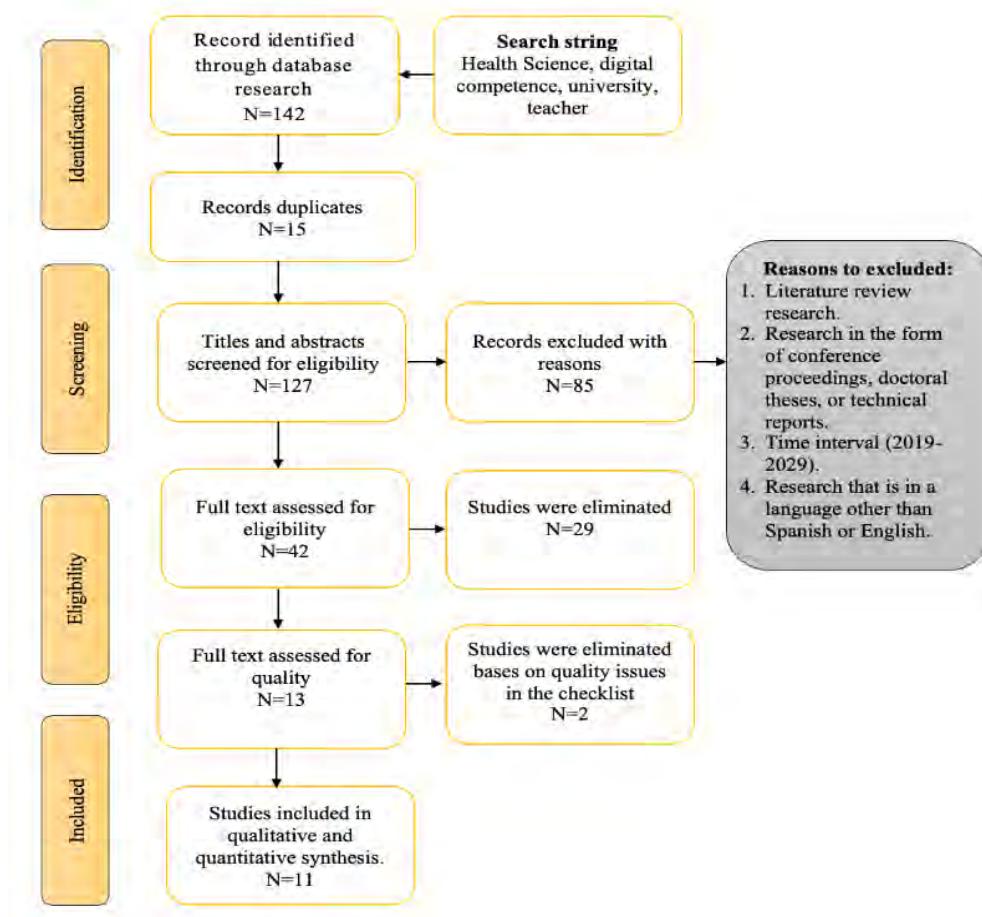 Identification
Record identified
through database
research
N=142
Search string
Health Science, digital
competence, university,
teacher
Records duplicates
N=15
Screening
Titles and abstracts
screened for eligibility
N=127
Records excluded with
reasons
N=85
Reasons to excluded:
1. Literature review
research.
2. Research in the form
of conference
proceedings, doctoral
theses, or technical
reports.
3. Time interval (2019-
2029).
4. Research that is in a
language other than
Spanish or English.
Eligibility
Full text assessed for
eligibility
N=42
Studies were eliminated
N=29
Full text assessed for
quality
N=13
Studies were eliminated
bases on quality issues
in the checklist
N=2
Included
Studies included in
qualitative and
quantitative synthesis.
N=11